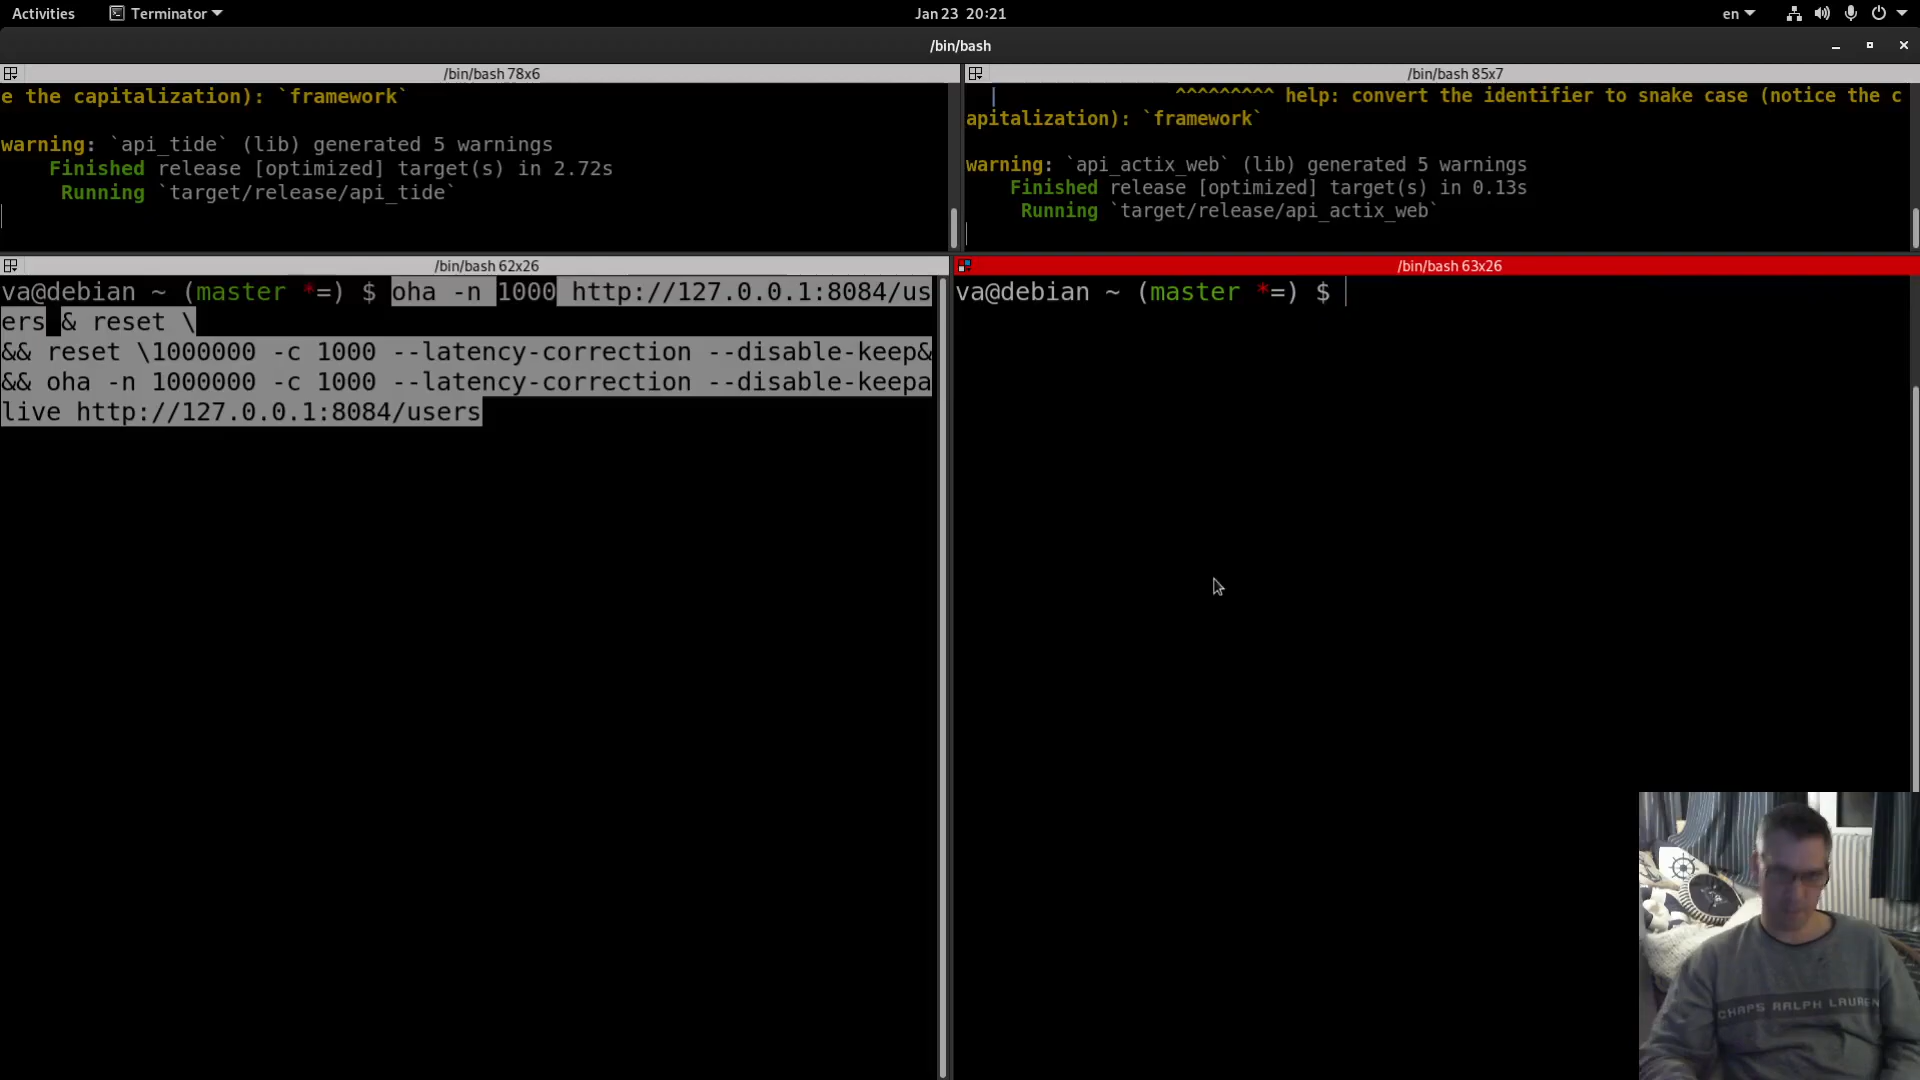 Activities Terminator Jan 23 20:21 en
/bin/bash
/bin/bash 78x6
e the capitalization): `framework`
warning: `api_tide` (lib) generated 5 warnings
Finished release [optimized] target(s) in 2.72s
Running `target/release/api_tide`
/bin/bash 85x7
| ^^^^^^^^^ help: convert the identifier to snake case (notice the c
apitalization): `framework`
warning: `api_actix_web` (lib) generated 5 warnings
Finished release [optimized] target(s) in 0.13s
Running `target/release/api_actix_web`
/bin/bash 62x26
va@debian ~ (master *=) $ oha -n 1000 http://127.0.0.1:8084/us
ers & reset \
&& reset \1000000 -c 1000 --latency-correction --disable-keep&
&& oha -n 1000000 -c 1000 --latency-correction --disable-keepa
live http://127.0.0.1:8084/users
/bin/bash 63x26
va@debian ~ (master *=) $
CHAPS RALPH LAUREN